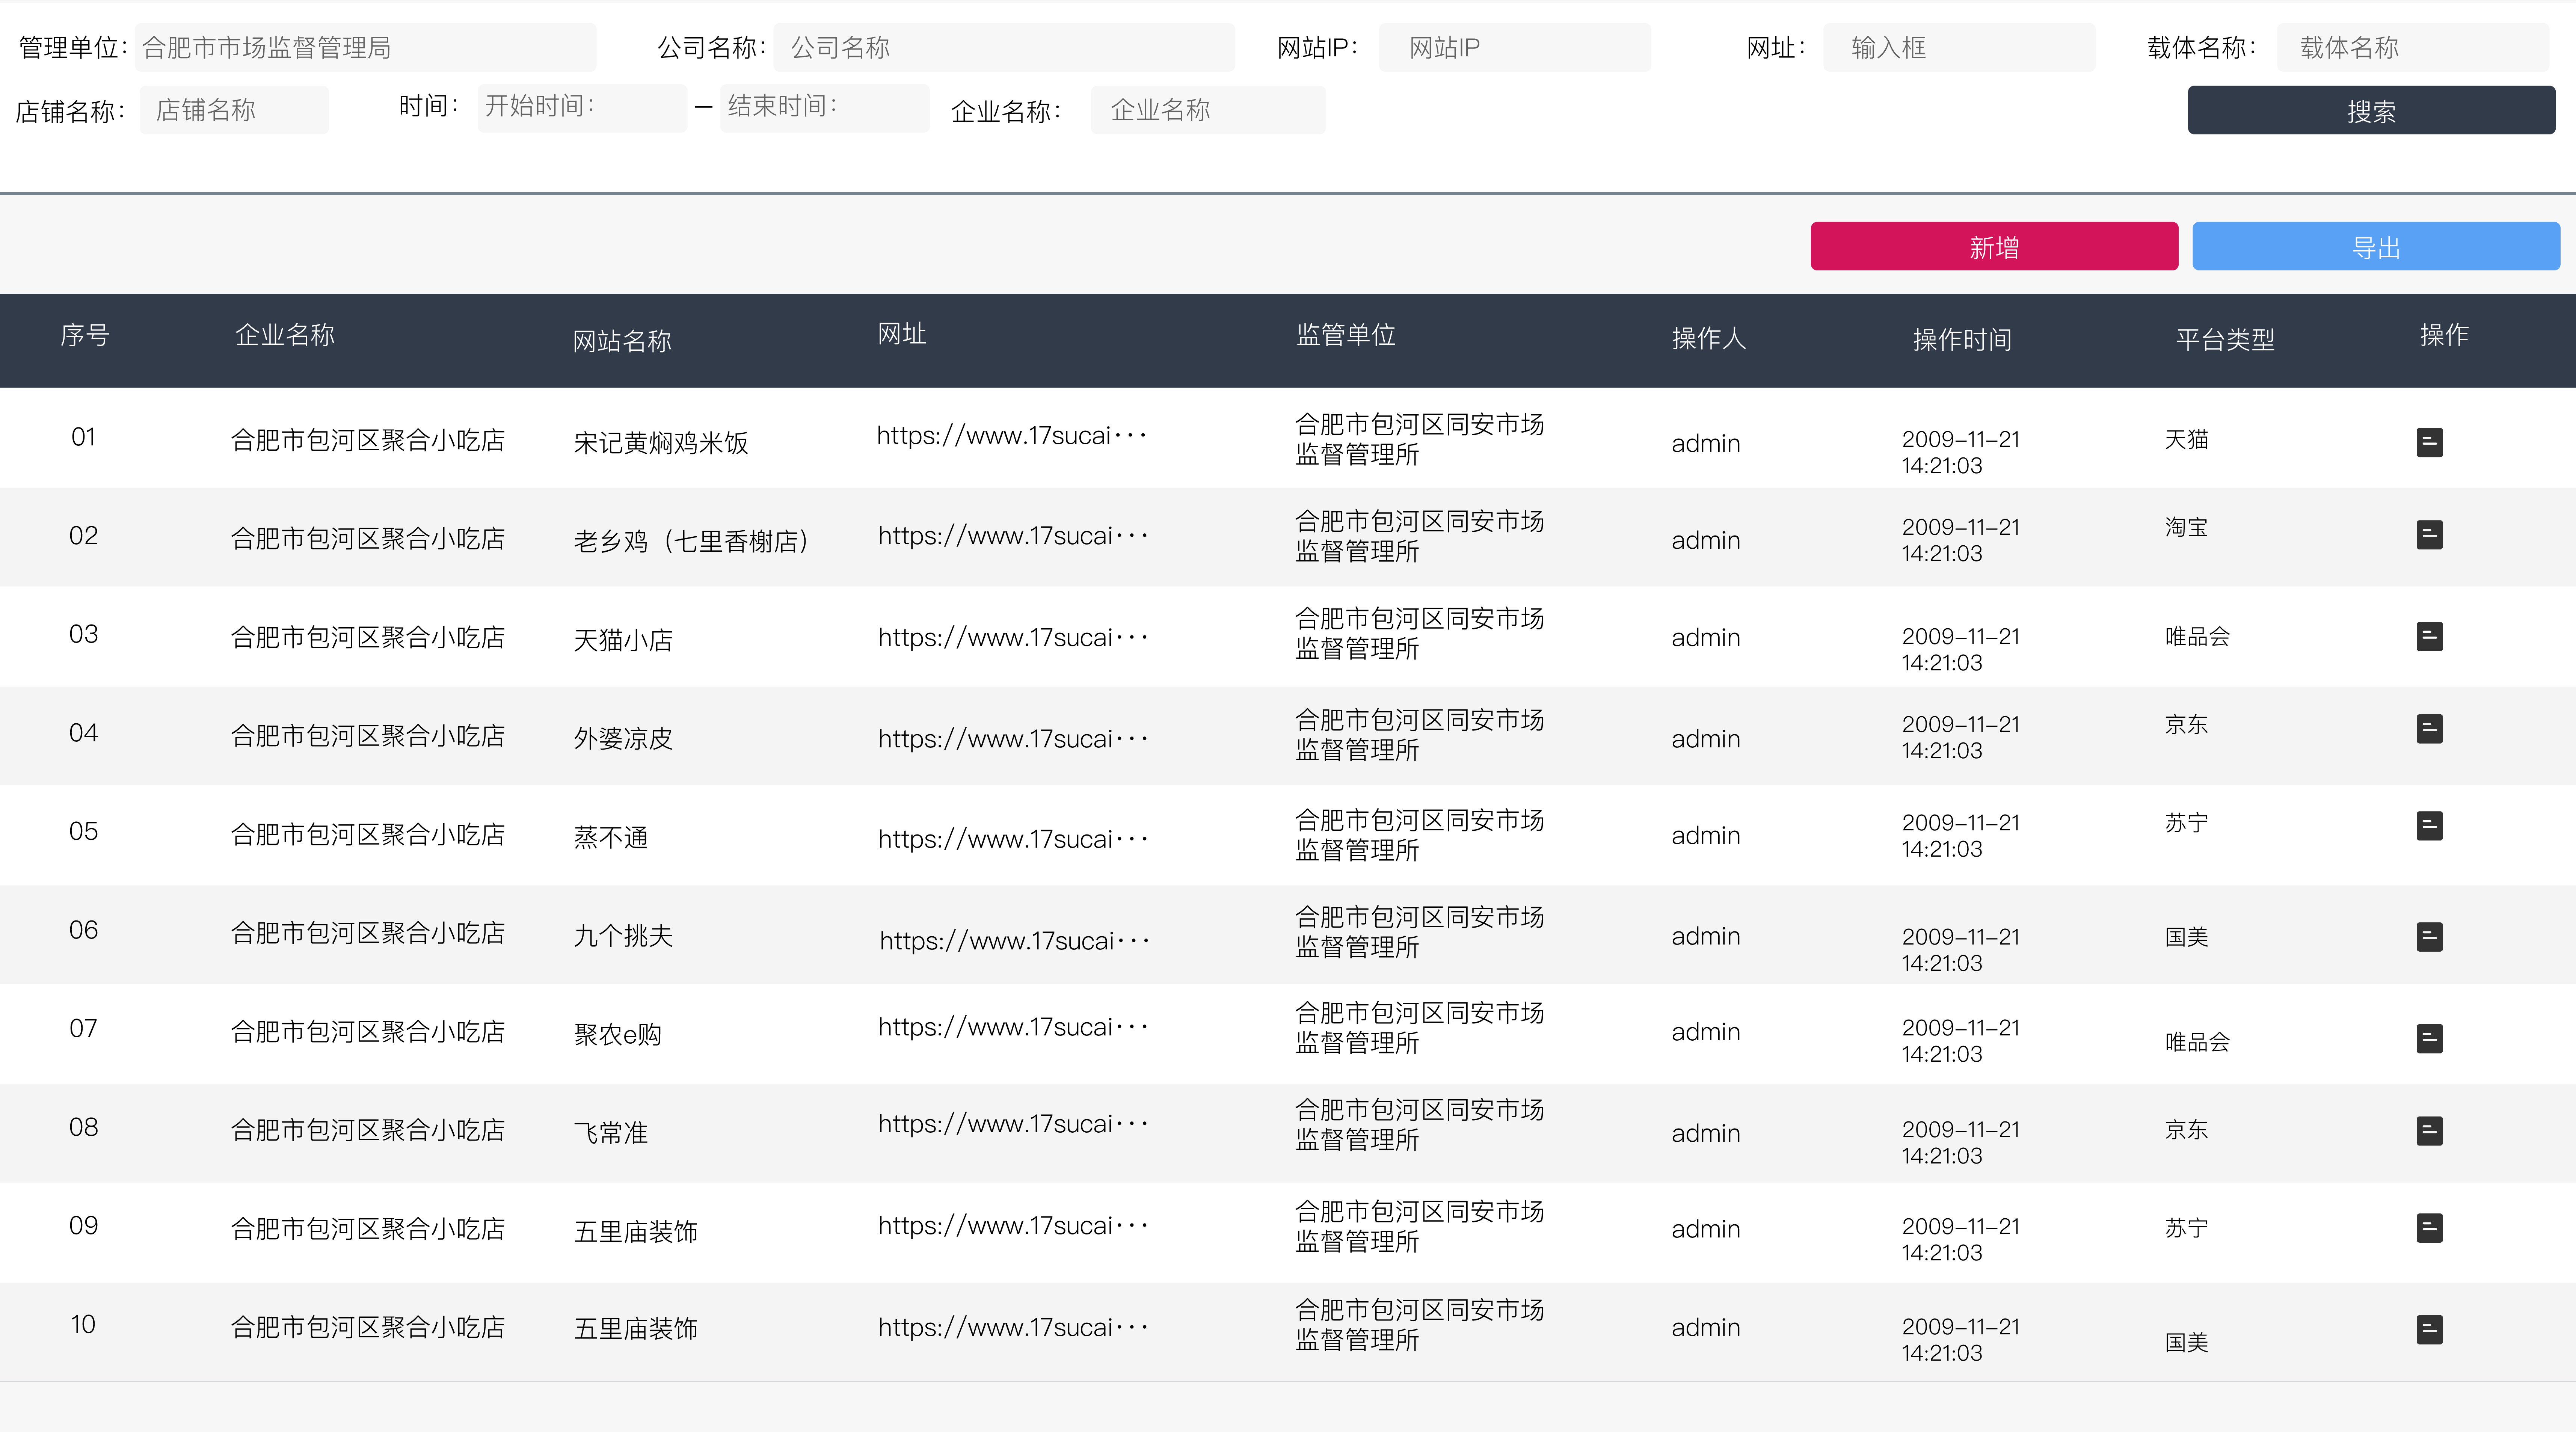 管理单位： 合肥市市场监督管理局 公司名称： 公司名称 网站IP： 网站IP 网址： 输入框 载体名称： 载体名称
店铺名称： 店铺名称 时间： 开始时间： — 结束时间： 企业名称： 企业名称 搜索
新增 导出
序号 企业名称 网站名称 网址 监管单位 操作人 操作时间 平台类型 操作
01 合肥市包河区聚合小吃店 宋记黄焖鸡米饭 https://www.17sucai··· 合肥市包河区同安市场 admin 2009-11-21 天猫
监督管理所 14:21:03
02 合肥市包河区聚合小吃店 老乡鸡（七里香榭店） https://www.17sucai··· 合肥市包河区同安市场 admin 2009-11-21 淘宝
监督管理所 14:21:03
03 合肥市包河区聚合小吃店 天猫小店 https://www.17sucai··· 合肥市包河区同安市场 admin 2009-11-21 唯品会
监督管理所 14:21:03
04 合肥市包河区聚合小吃店 外婆凉皮 https://www.17sucai··· 合肥市包河区同安市场 admin 2009-11-21 京东
监督管理所 14:21:03
05 合肥市包河区聚合小吃店 蒸不通 https://www.17sucai··· 合肥市包河区同安市场 admin 2009-11-21 苏宁
监督管理所 14:21:03
06 合肥市包河区聚合小吃店 九个挑夫 https://www.17sucai··· 合肥市包河区同安市场 admin 2009-11-21 国美
监督管理所 14:21:03
07 合肥市包河区聚合小吃店 聚农e购 https://www.17sucai··· 合肥市包河区同安市场 admin 2009-11-21 唯品会
监督管理所 14:21:03
08 合肥市包河区聚合小吃店 飞常准 https://www.17sucai··· 合肥市包河区同安市场 admin 2009-11-21 京东
监督管理所 14:21:03
09 合肥市包河区聚合小吃店 五里庙装饰 https://www.17sucai··· 合肥市包河区同安市场 admin 2009-11-21 苏宁
监督管理所 14:21:03
10 合肥市包河区聚合小吃店 五里庙装饰 https://www.17sucai··· 合肥市包河区同安市场 admin 2009-11-21 国美
监督管理所 14:21:03